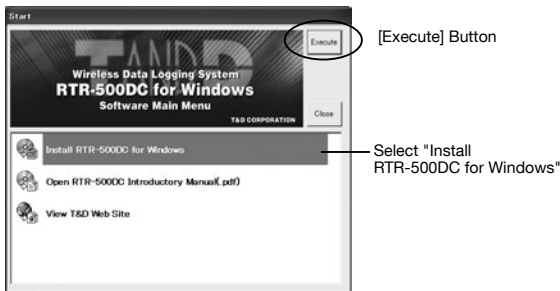 Start
TANDD
Wireless Data Logging System
RTR-500DC for Windows
Software Main Menu
T&D CORPORATION
Execute
Close
[Execute] Button
Install RTR-500DC for Windows
Select "Install
RTR-500DC for Windows"
Open RTR-500DC Introductory Manual(.pdf)
View T&D Web Site